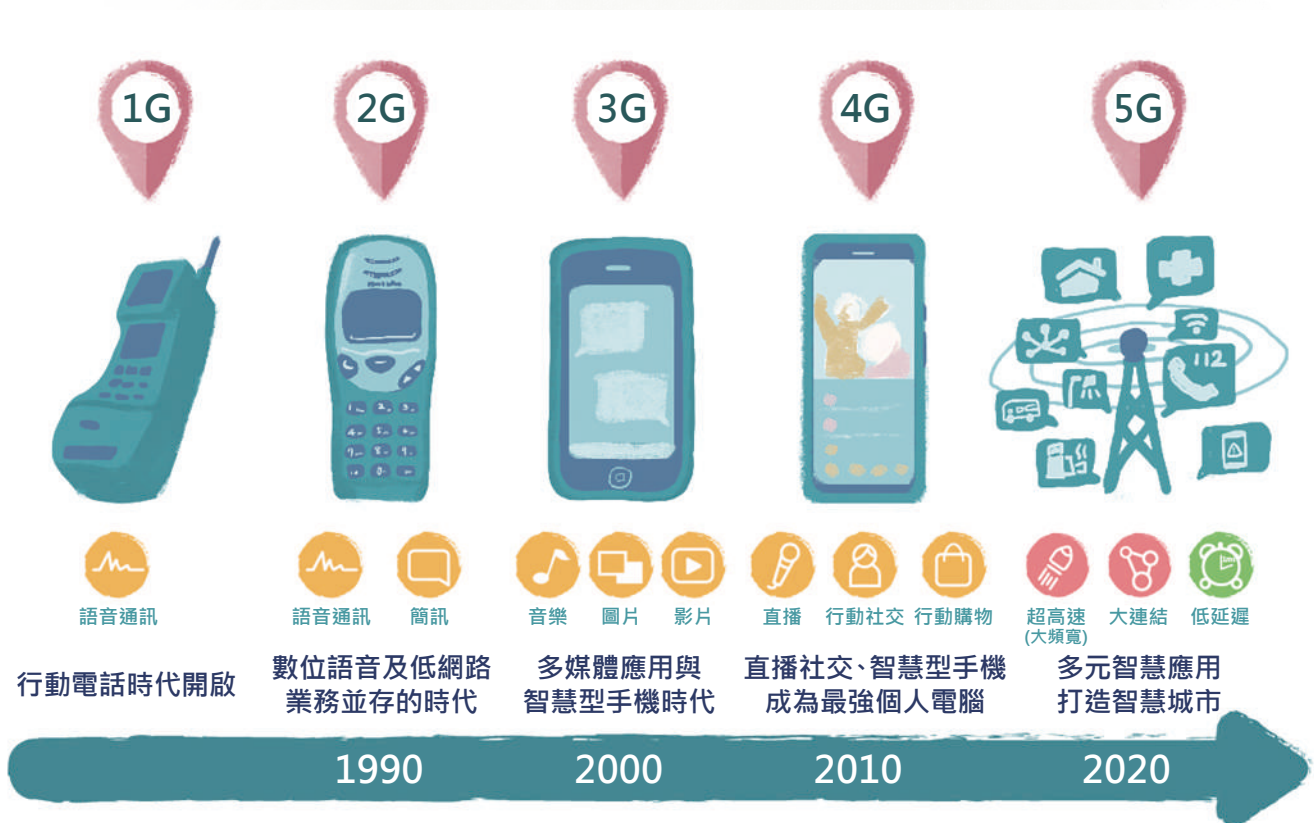 1G
2G
3G
4G
5G
112
語音通訊
語音通訊
簡訊
音樂
圖片
影片
直播
行動社交
行動購物
超高速
(大頻寬)
大連結
低延遲
行動電話時代開啟
數位語音及低網路
業務並存的時代
多媒體應用與
智慧型手機時代
直播社交、智慧型手機
成為最強個人電腦
多元智慧應用
打造智慧城市
1990
2000
2010
2020